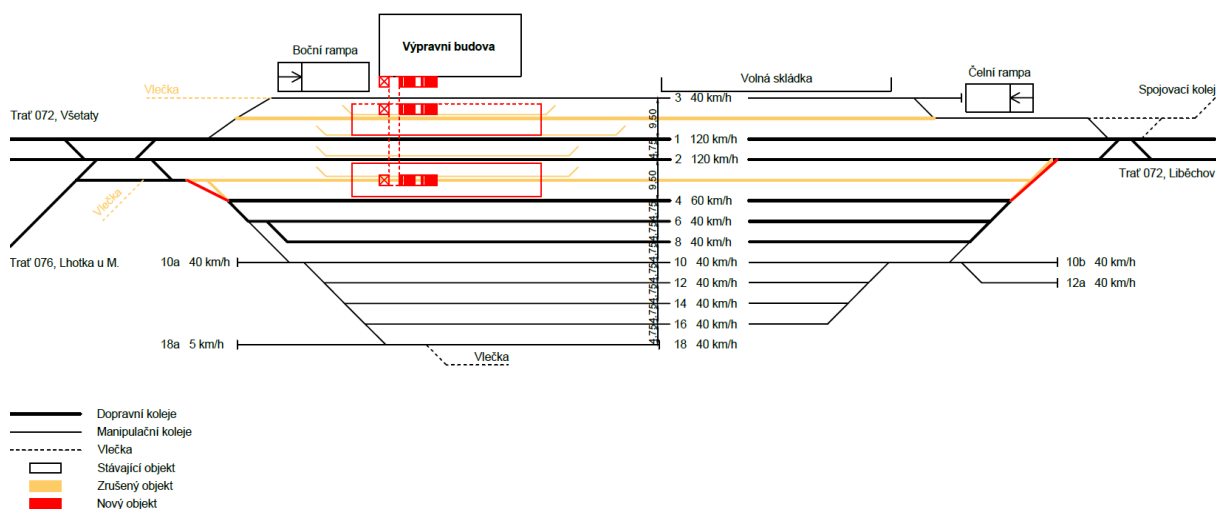 Výpravní budova
Boční rampa
Volná skládka
Čelní rampa
Vlečka
Spojovací kolej
3 40 km/h
Trať 072, Všetaty
9.50
1 120 km/h
4.75
2 120 km/h
Trať 072, Liběchov
9.50
Vlečka
4 60 km/h
4.75
6 40 km/h
4.75
8 40 km/h
4.75
Trať 076, Lhotka u M.
10a 40 km/h
10 40 km/h
10b 40 km/h
4.75
12 40 km/h
12a 40 km/h
4.75
14 40 km/h
4.75
16 40 km/h
4.75
18a 5 km/h
18 40 km/h
Vlečka
Dopravní koleje
Manipulační koleje
Vlečka
Stávající objekt
Zrušený objekt
Nový objekt